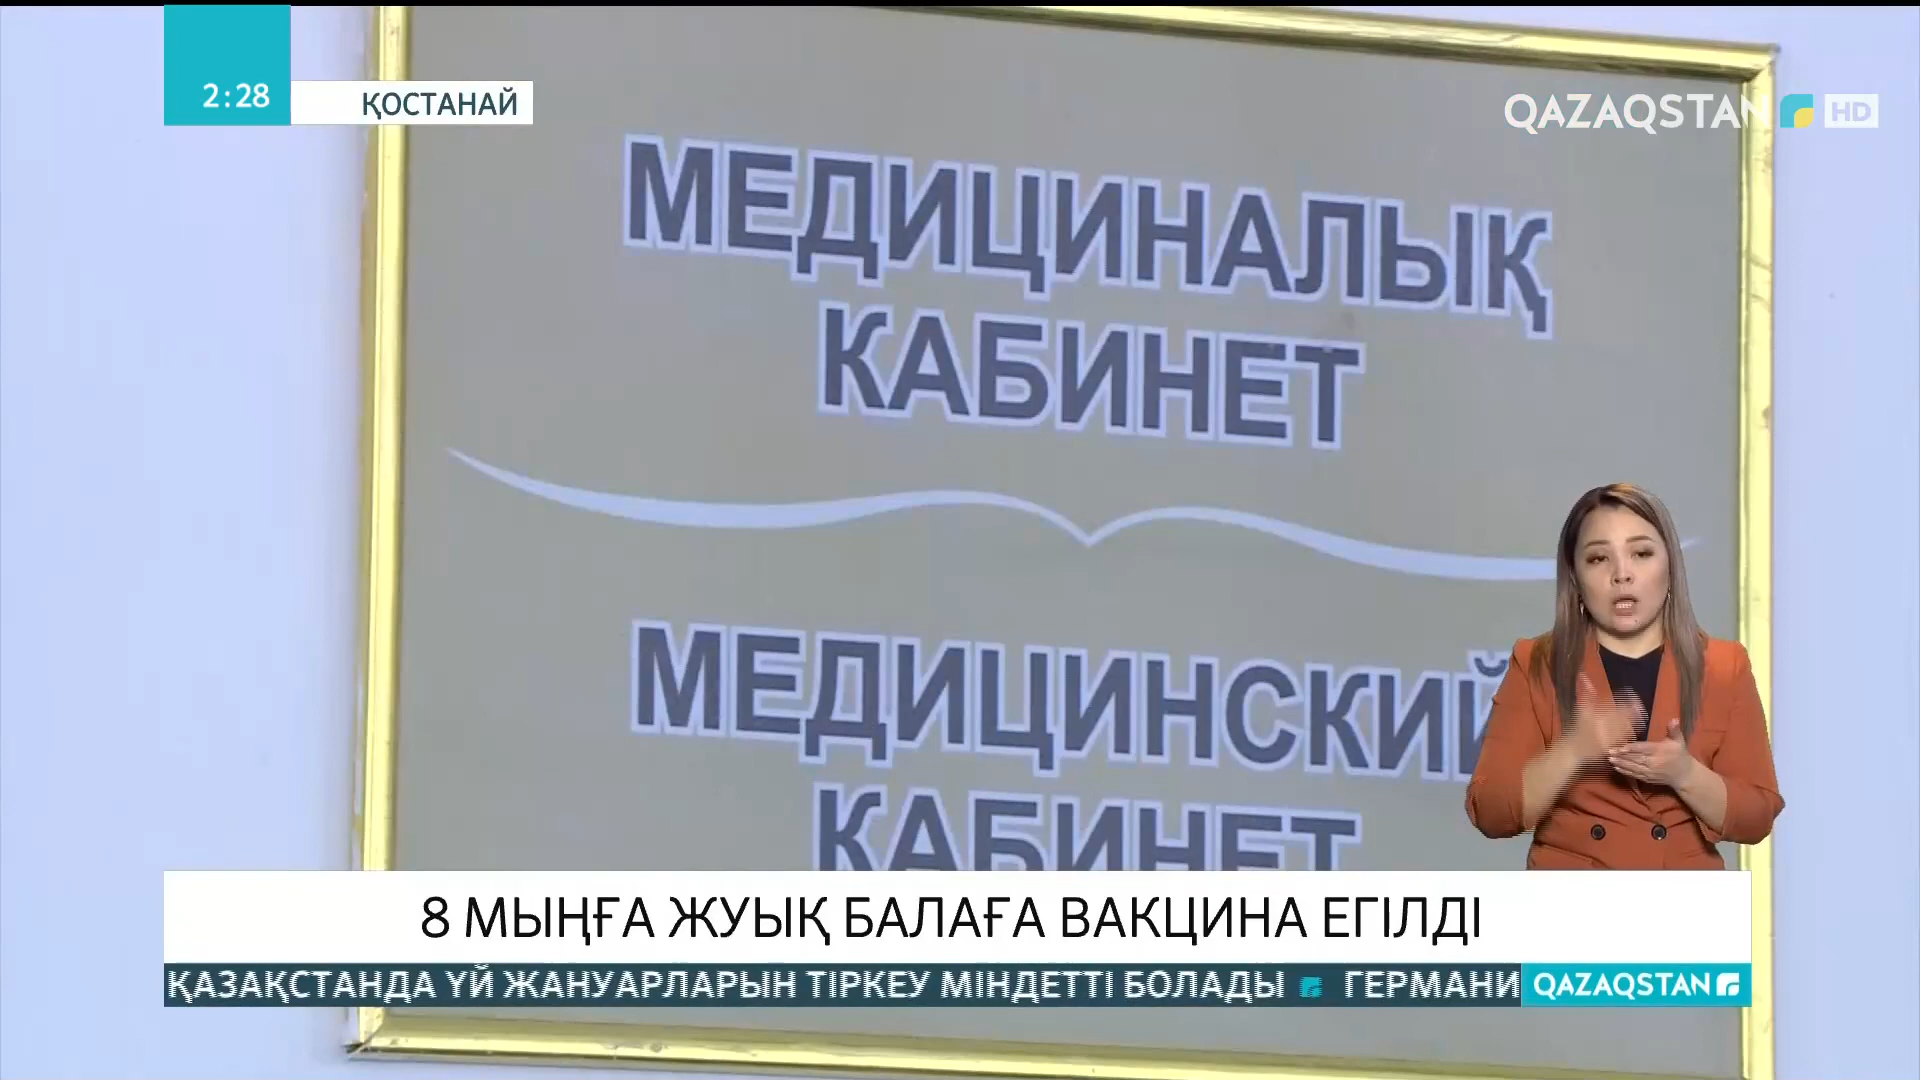 2:28
ҚОСТАНАЙ
QAZAQSTAN HD
МЕДИЦИНАЛЫҚ
КАБИНЕТ
МЕДИЦИНСКИЙ
КАБИНЕТ
8 МЫҢҒА ЖУЫҚ БАЛАҒА ВАКЦИНА ЕГІЛДІ
ҚАЗАҚСТАНДА ҮЙ ЖАНУАРЛАРЫН ТІРКЕУ МІНДЕТТІ БОЛАДЫ ГЕРМАНИ QAZAQSTAN